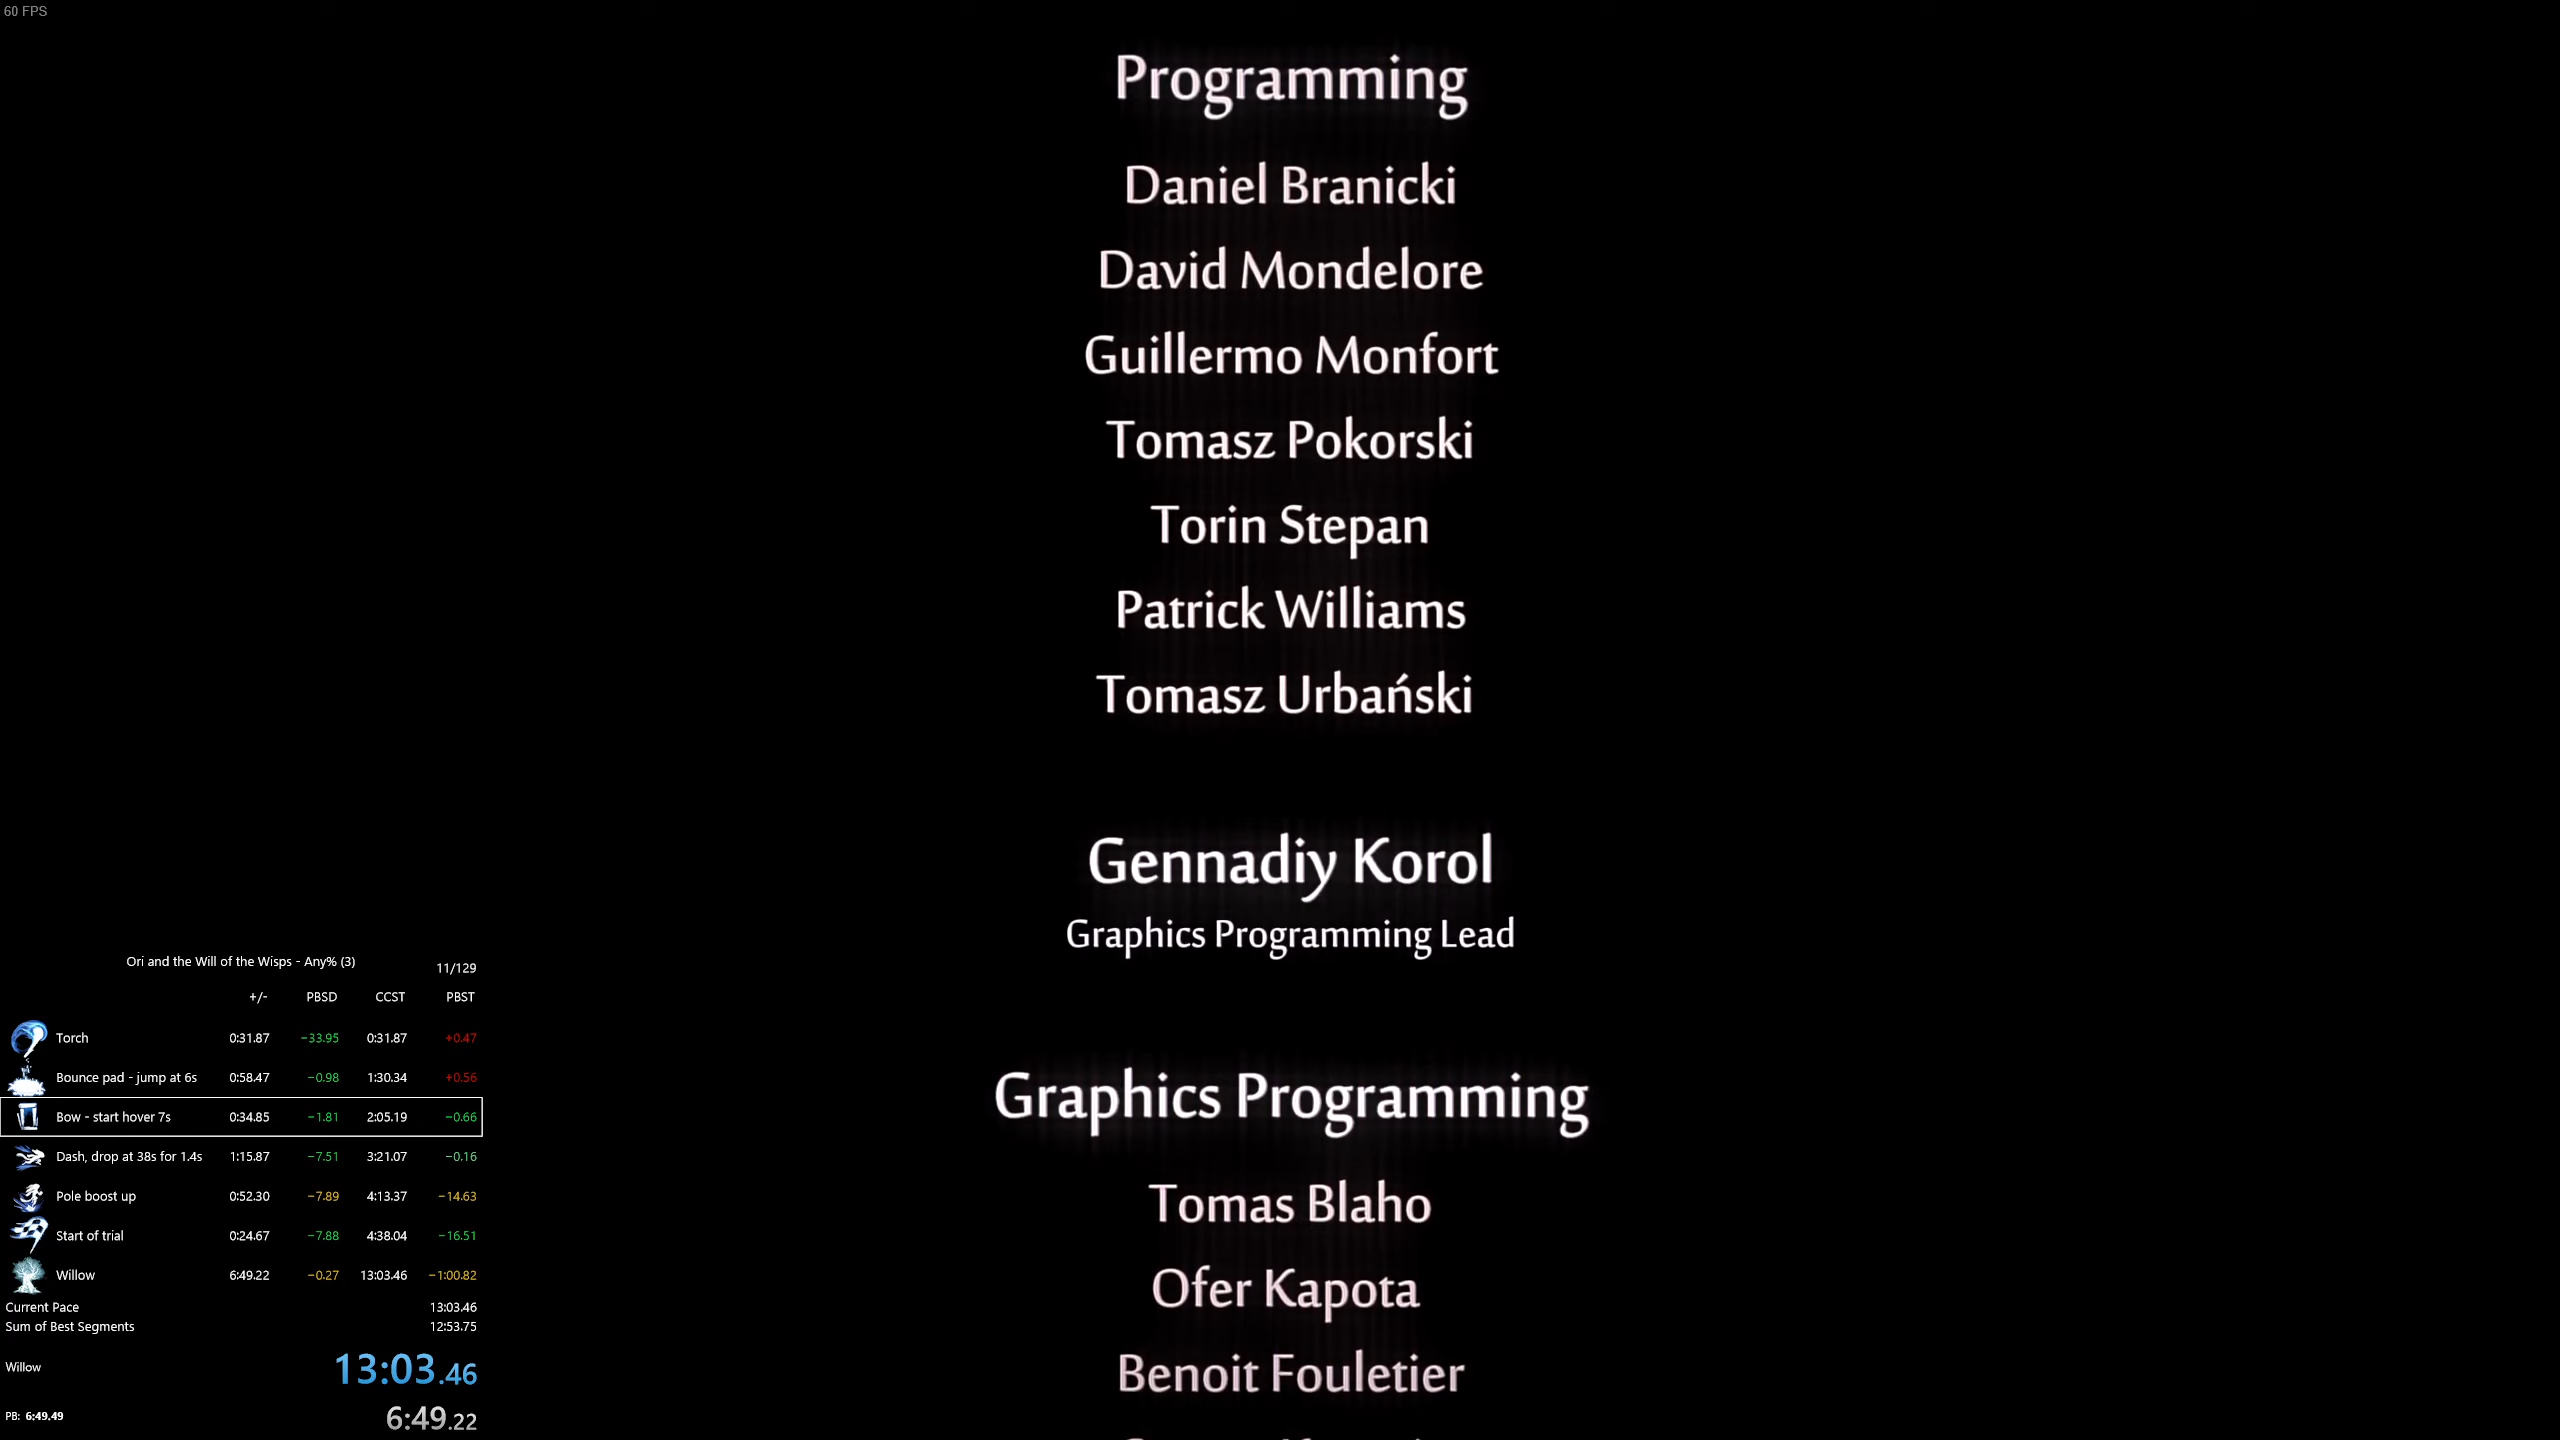 60 FPS
Programming
Daniel Branicki
David Mondelore
Guillermo Monfort
Tomasz Pokorski
Torin Stepan
Patrick Williams
Tomasz Urbański
Gennadiy Korol
Graphics Programming Lead
Graphics Programming
Tomas Blaho
Ofer Kapota
Benoit Fouletier
Ori and the Will of the Wisps - Any% (3) 11/129
+/- PBSD CCST PBST
Torch 0:31.87 −33.95 0:31.87 +0.47
Bounce pad - jump at 6s 0:58.47 −0.98 1:30.34 +0.56
Bow - start hover 7s 0:34.85 −1.81 2:05.19 −0.66
Dash, drop at 38s for 1.4s 1:15.87 −7.51 3:21.07 −0.16
Pole boost up 0:52.30 −7.89 4:13.37 −14.63
Start of trial 0:24.67 −7.88 4:38.04 −16.51
Willow 6:49.22 −0.27 13:03.46 −1:00.82
Current Pace 13:03.46
Sum of Best Segments 12:53.75
Willow 13:03.46
PB: 6:49.49 6:49.22